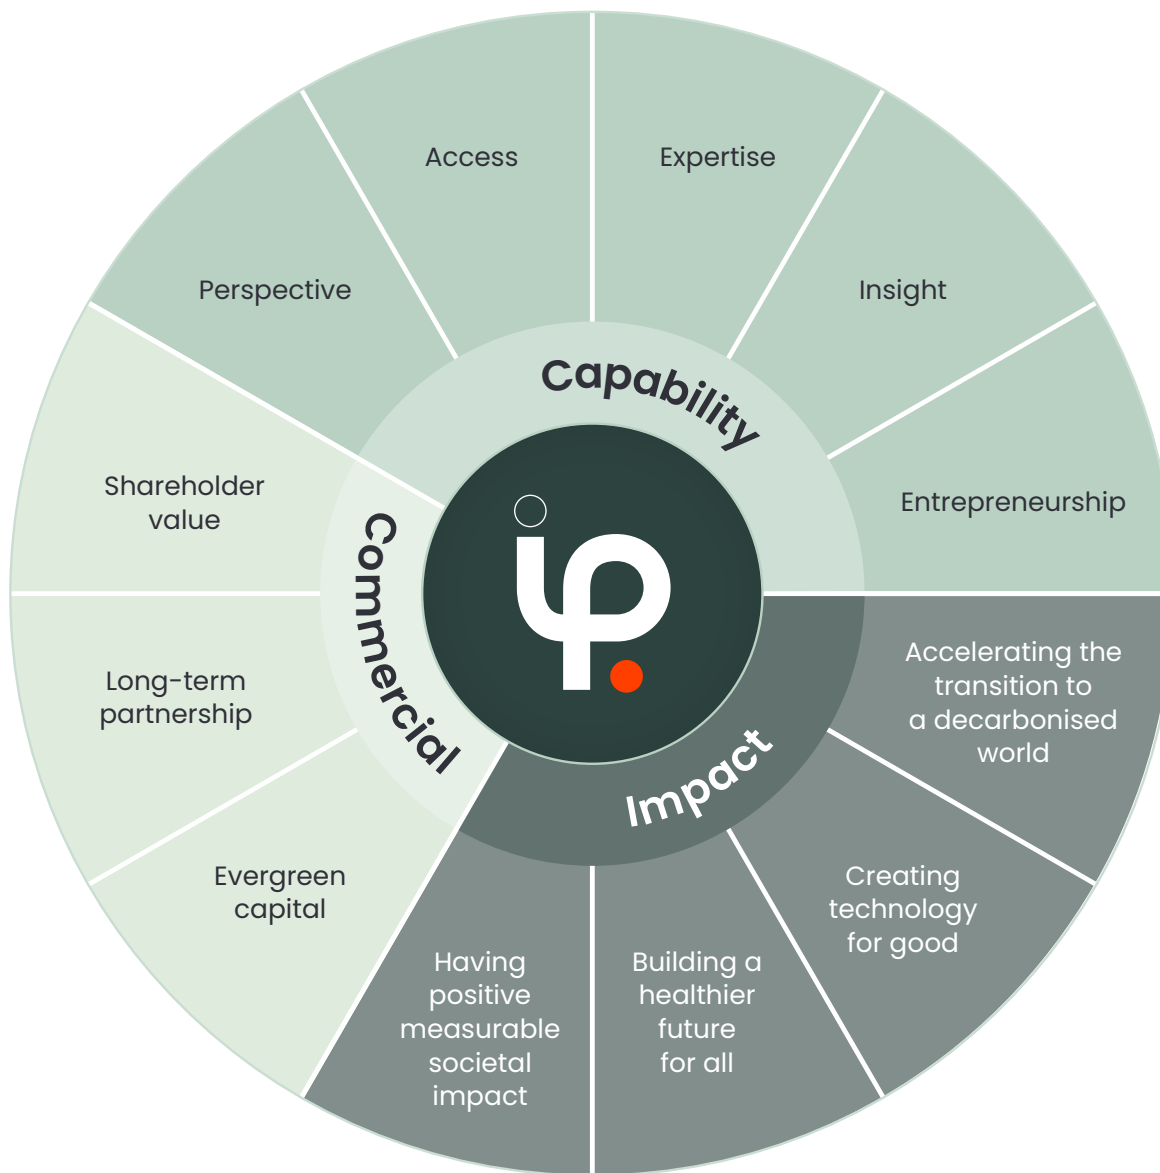 Access
Expertise
Perspective
Insight
Capability
Shareholder
value
Commercial
ip.
Entrepreneurship
Long-term
partnership
Accelerating the
transition to
a decarbonised
world
Impact
Evergreen
capital
Creating
technology
for good
Having
positive
measurable
societal
impact
Building a
healthier
future
for all